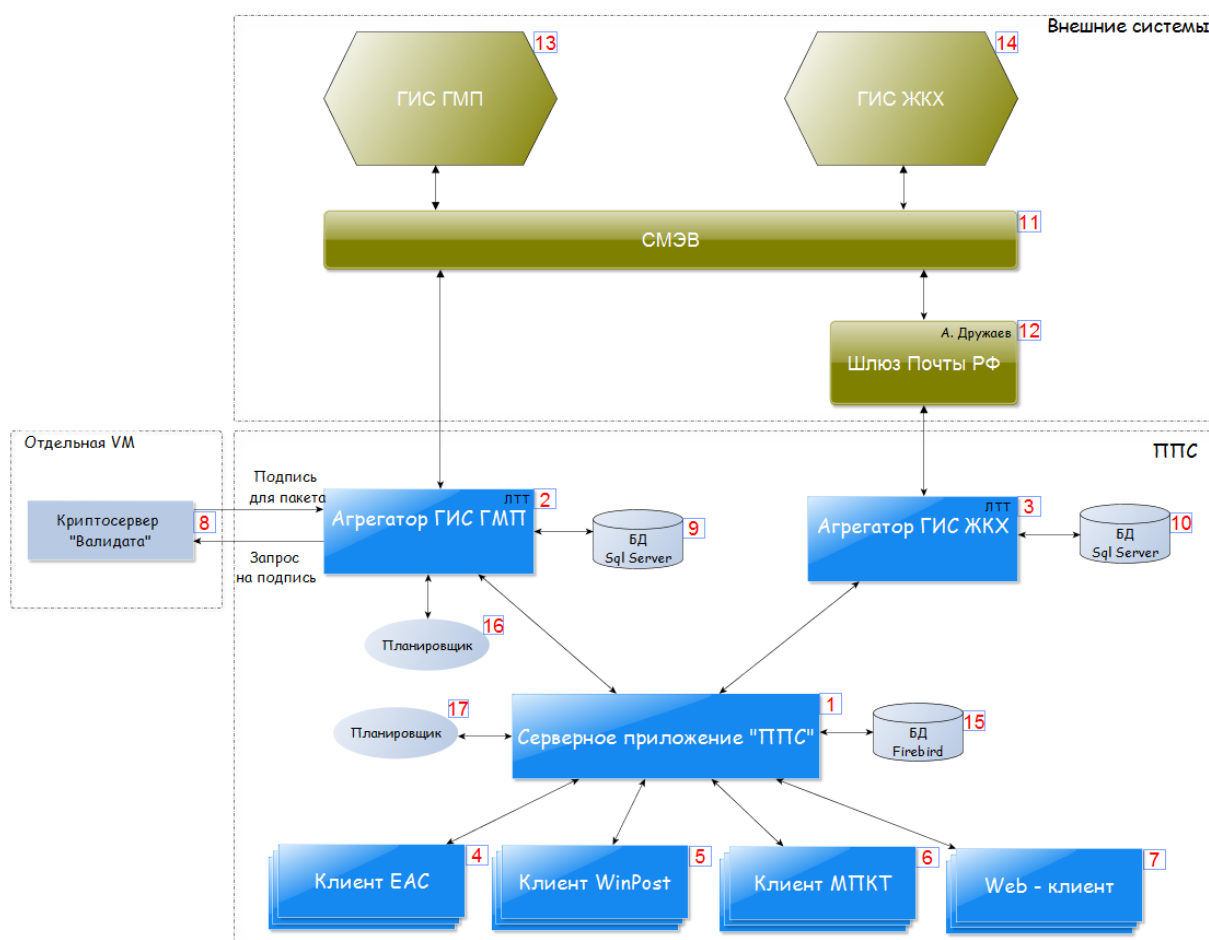 Внешние системы
13
14
ГИС ГМП
ГИС ЖКХ
11
СМЭВ
А. Дружаев
12
Шлюз Почты РФ
Отдельная VM
ППС
Подпись
для пакета
ЛТТ
2
ЛТТ
3
8
Криптосервер
"Валидата"
Агрегатор ГИС ГМП
9
БД
Sql Server
Агрегатор ГИС ЖКХ
10
БД
Sql Server
Запрос
на подпись
16
Планировщик
17
Планировщик
1
Серверное приложение "ППС"
15
БД
Firebird
4
Клиент ЕАС
5
Клиент WinPost
6
Клиент МПКТ
7
Web - клиент